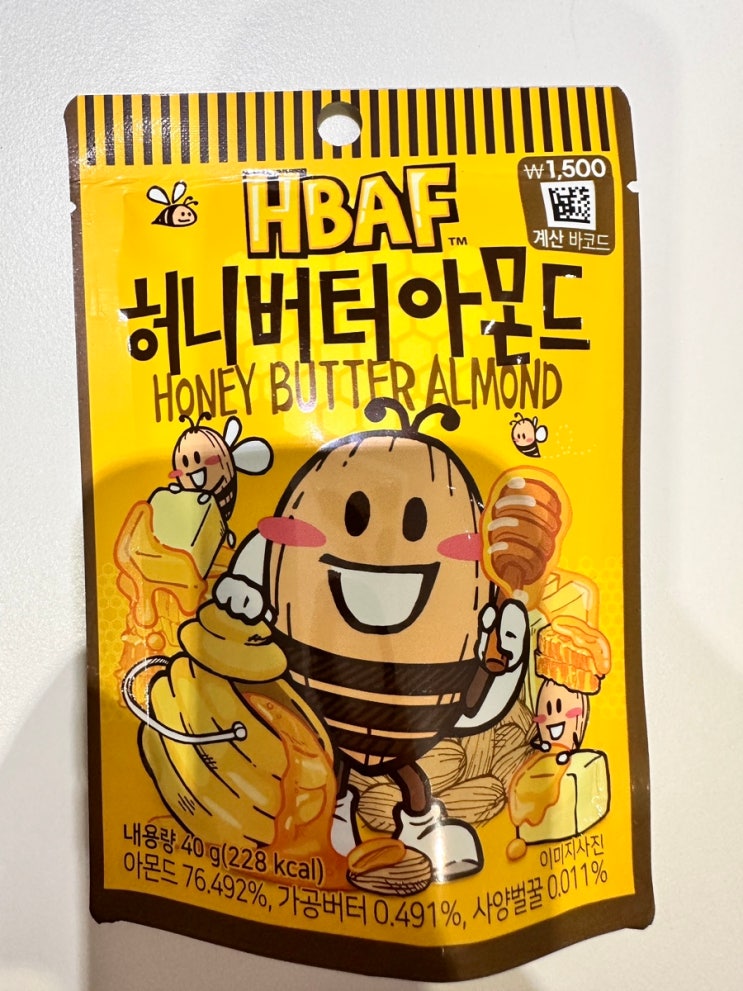 ₩1,500
HBAF™
계산 바코드
허니버터아몬드
HONEY BUTTER ALMOND
내용량 40 g(228 kcal)
이미지사진
아몬드 76.492%, 가공버터 0.491%, 사양벌꿀 0.011%